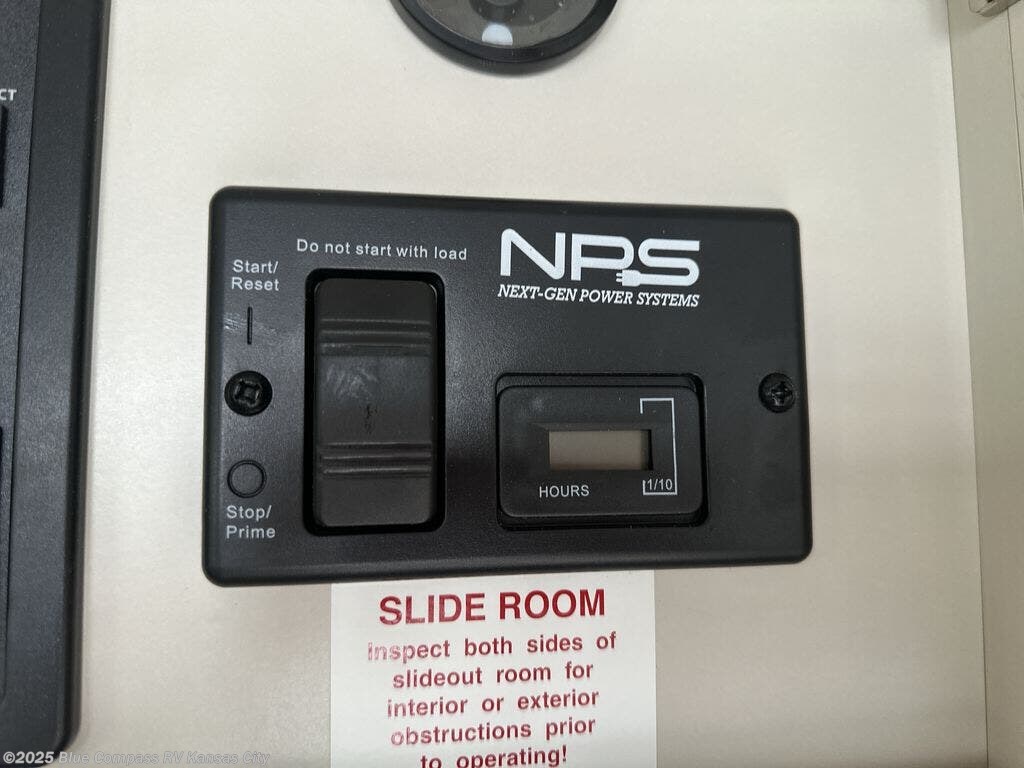 CT
Do not start with load
Start/
Reset
NPS
NEXT-GEN POWER SYSTEMS
HOURS
1/10
Stop/
Prime
SLIDE ROOM
Inspect both sides of
slideout room for
interior or exterior
obstructions prior
to operating!
©2025 Blue Compass RV Kansas City